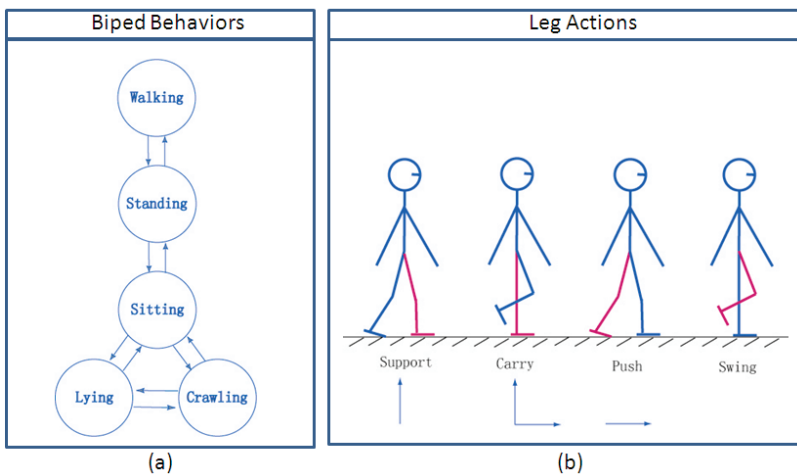 Biped Behaviors
Walking
Standing
Sitting
Lying
Crawling
(a)
Leg Actions
Support
Carry
Push
Swing
(b)